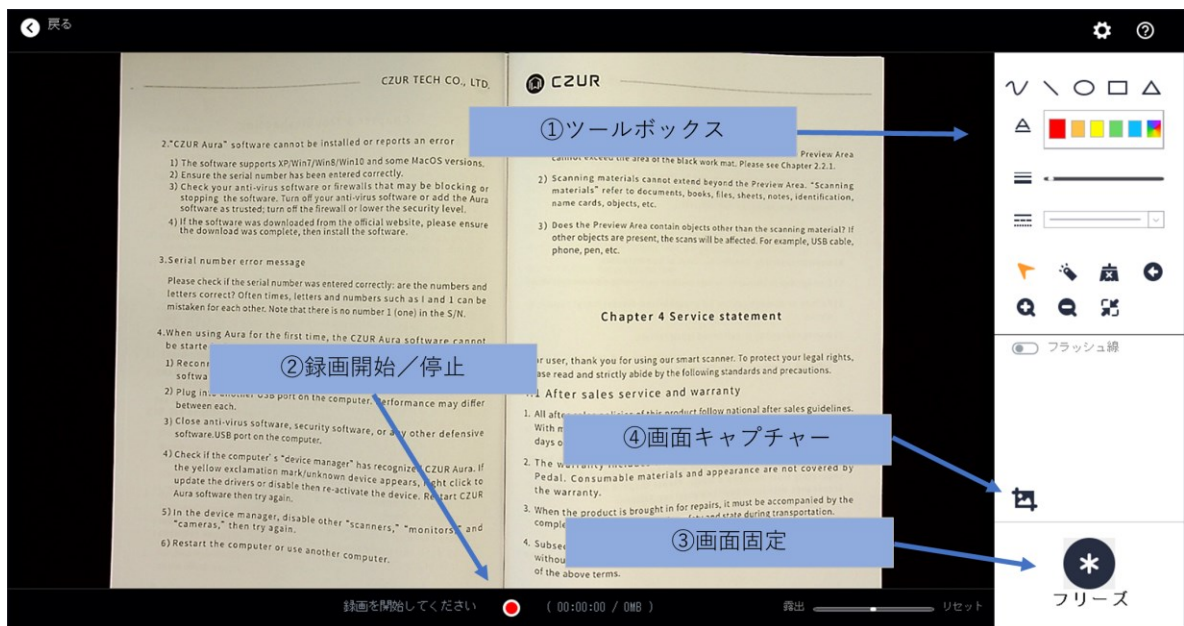 戻る
CZUR TECH CO., LTD.
2."CZUR Aura" software cannot be installed or reports an error
1) The software supports XP/Win7/Win8/Win10 and some MacOS versions.
2) Ensure the serial number has been entered correctly.
3) Check your anti-virus software or firewalls that may be blocking or
stopping the software. Turn off your anti-virus software or add the Aura
software as trusted; turn off the firewall or lower the security level.
4) If the software was downloaded from the official website, please ensure
the download was complete, then install the software.
3.Serial number error message
Please check if the serial number was entered correctly: are the numbers and
letters correct? Often times, letters and numbers such as I and 1 can be
mistaken for each other. Note that there is no number 1 (one) in the S/N.
4.When using Aura for the first time, the CZUR Aura software cannot
be
1)
2) Plug USB port on the computer. Performance may differ
between each.
3) Close anti-virus software, security software, or any other defensive
software.USB port on the computer.
4) Check if the computer's "device manager" has recognized CZUR Aura. If
the yellow exclamation mark/unknown device appears, right click to
update the drivers or disable then re-activate the device. Restart CZUR
Aura software then try again.
5) In the device manager, disable other "scanners," "monitors," and
"cameras," then try again.
6) Restart the computer or use another computer.
CZUR
Preview Area
cannot exceed the area of the black work mat. Please see Chapter 2.2.1.
2) Scanning materials cannot extend beyond the Preview Area. "Scanning
materials" refer to documents, books, files, sheets, notes, identification,
name cards, objects, etc.
3) Does the Preview Area contain objects other than the scanning material? If
other objects are present, the scans will be affected. For example, USB cable,
phone, pen, etc.
Chapter 4 Service statement
user, thank you for using our smart scanner. To protect your legal rights,
read and strictly abide by the following standards and precautions.
After sales service and warranty
1. All after sales policies of this product follow national after sales guidelines.
With
days
2. The warranty
Pedal. Consumable materials and appearance are not covered by
the warranty.
3. When the product is brought in for repairs, it must be accompanied by the
state during transportation.
4.
of the above terms.
①ツールボックス
②録画開始／停止
④画面キャプチャー
③画面固定
フラッシュ線
フリーズ
録画を開始してください
( 00:00:00 / 0MB )
露出
リセット